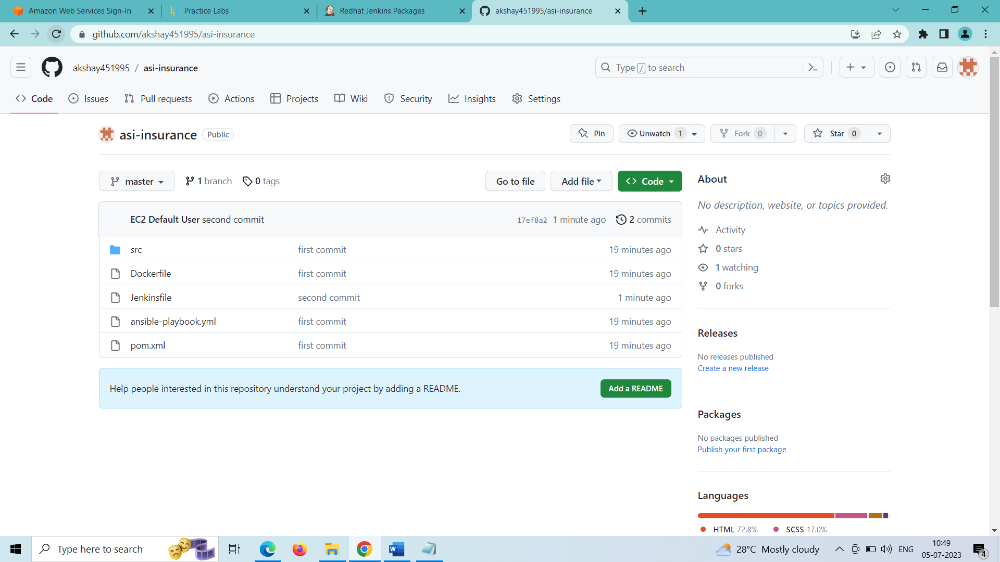 Amazon Web Services Sign-In
Practice Labs
Redhat Jenkins Packages
akshay451995/asi-insurance
github.com/akshay451995/asi-insurance
akshay451995 / asi-insurance
Type / to search
Code
Issues
Pull requests
Actions
Projects
Wiki
Security
Insights
Settings
asi-insurance Public
Pin
Unwatch 1
Fork 0
Star 0
master
1 branch
0 tags
Go to file
Add file
Code
EC2 Default User second commit 17ef8a2 1 minute ago 2 commits
src first commit 19 minutes ago
Dockerfile first commit 19 minutes ago
Jenkinsfile second commit 1 minute ago
ansible-playbook.yml first commit 19 minutes ago
pom.xml first commit 19 minutes ago
Help people interested in this repository understand your project by adding a README.
Add a README
About
No description, website, or topics provided.
Activity
0 stars
1 watching
0 forks
Releases
No releases published
Create a new release
Packages
No packages published
Publish your first package
Languages
HTML 72.8% SCSS 17.0%
Type here to search
W
28°C Mostly cloudy
ENG
10:49
05-07-2023
4